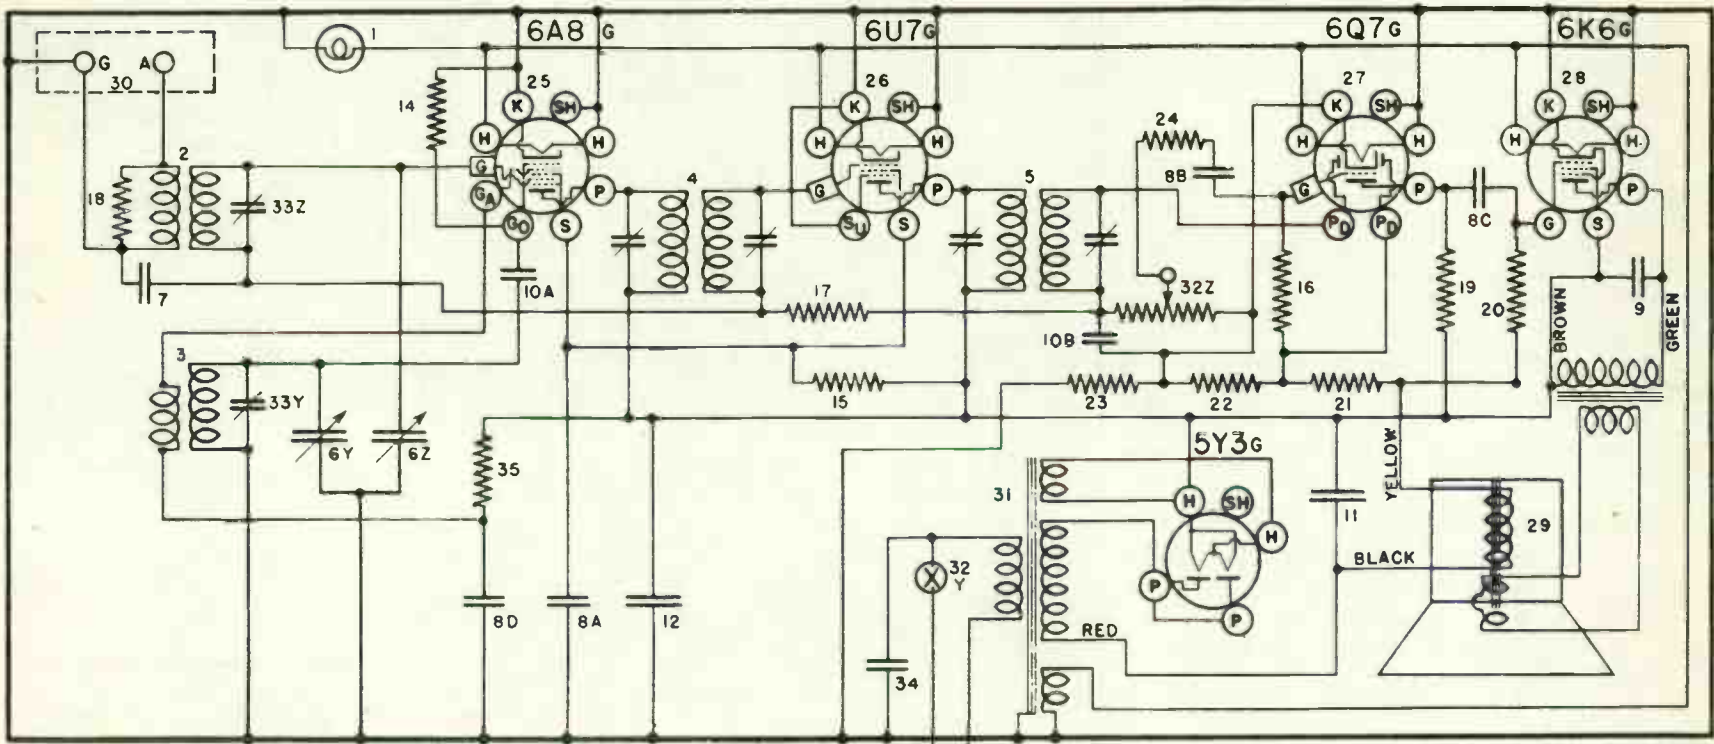 6A8G
6U7G
6Q7G
6K6G
1
G
A
30
25
26
27
28
14
K
SH
K
SH
K
SH
K
SH
24
H
H
H
H
H
H
H
H
2
G
4
G
5
8B
G
G
18
GA
P
P
P
P
33Z
GO
S
SU
S
PD
PD
8C
S
7
10A
17
32Z
16
19
20
9
BROWN
GREEN
10B
3
15
23
22
21
33Y
6Y
6Z
35
5Y3G
YELLOW
31
H
SH
11
29
H
BLACK
32Y
P
P
8D
8A
12
RED
34